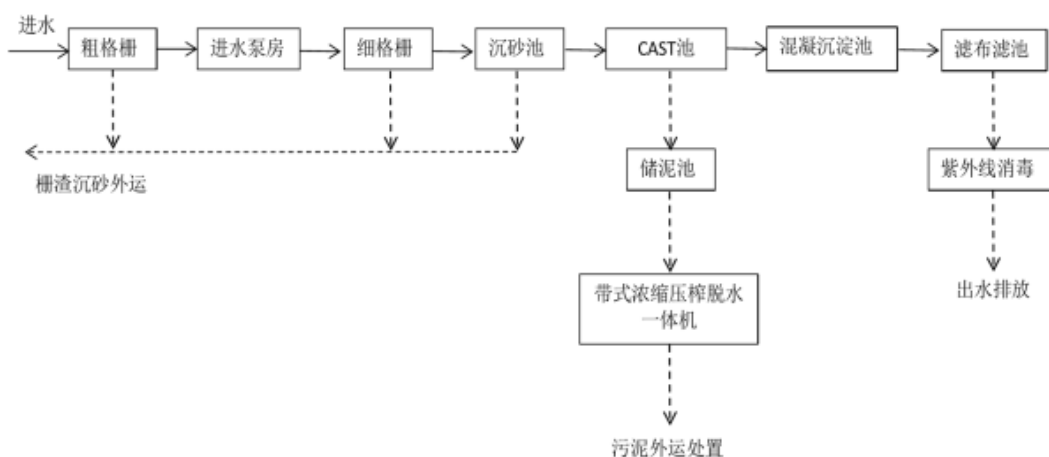 进水
粗格栅
进水泵房
细格栅
沉砂池
CAST池
混凝沉淀池
滤布滤池
栅渣沉砂外运
储泥池
紫外线消毒
带式浓缩压榨脱水
一体机
出水排放
污泥外运处置